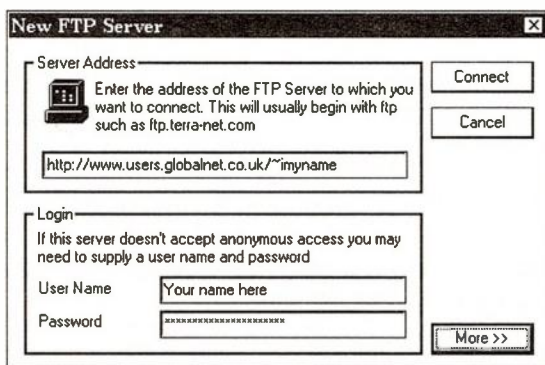 New FTP Server
Server Address
Enter the address of the FTP Server to which you
want to connect. This will usually begin with ftp
such as ftp.terra-net.com
http://www.users.globalnet.co.uk/~imyname
Connect
Cancel
Login
If this server doesn't accept anonymous access you may
need to supply a user name and password
User Name
Your name here
Password
xxxxxxxxxxxxxxxxxxxxx
More >>